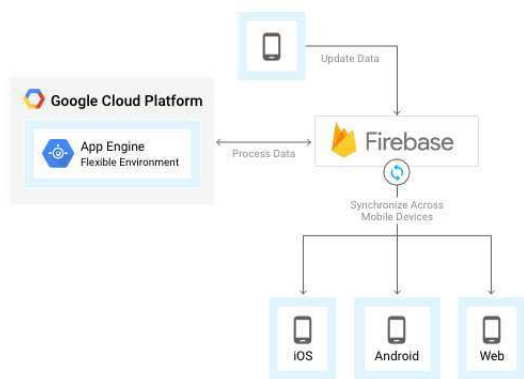 Update Data
Google Cloud Platform
App Engine
Flexible Environment
Process Data
Firebase
Synchronize Across
Mobile Devices
iOS
Android
Web